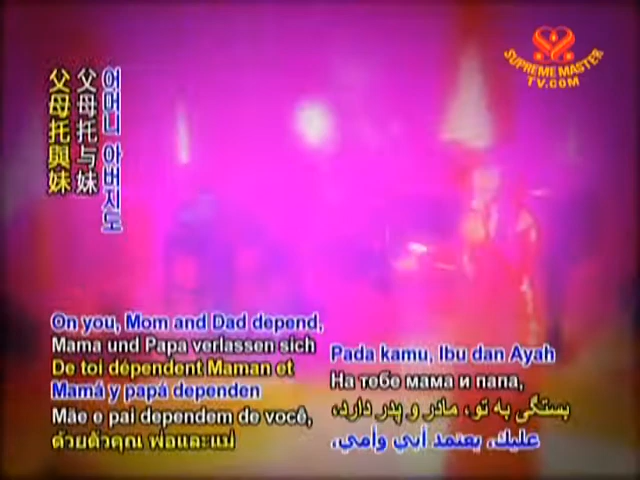 SUPREME MASTER
TV.COM
父母托與妹
父母托与妹
어머니 아버지도
On you, Mom and Dad depend,
Mama und Papa verlassen sich
De toi dépendent Maman et
Mamá y papá dependen
Mãe e pai dependem de você,
ด้วยตัวคุณ พ่อและแม่
Pada kamu, Ibu dan Ayah
На тебе мама и папа,
بستگی به تو، مادر و پدر دارد،
عليك، يعتمد أبي وأمي،